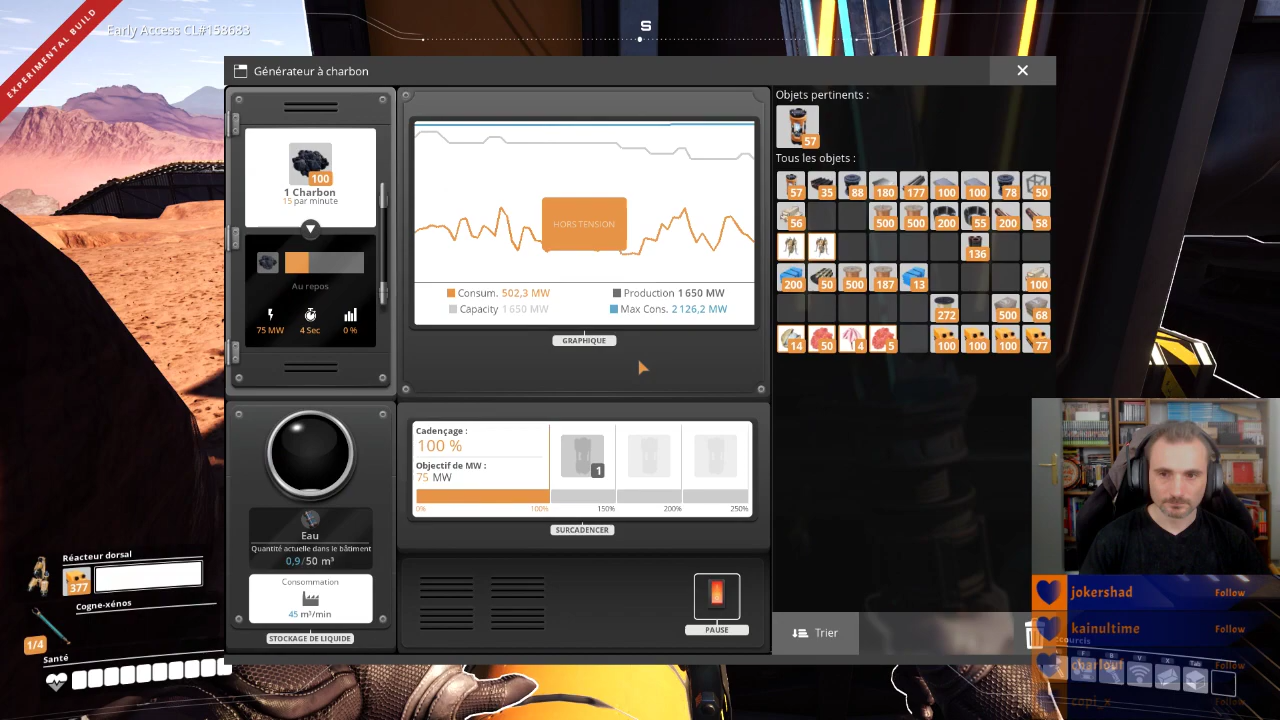 EXPERIMENTAL BUILD
Early Access CL#158683
S
Générateur à charbon
100
1 Charbon
15 par minute
Au repos
75 MW
4 Sec
0 %
HORS TENSION
Consum. 502,3 MW
Production 1 650 MW
Capacity 1 650 MW
Max Cons. 2 126,2 MW
GRAPHIQUE
Eau
Quantité actuelle dans le bâtiment
0,9/50 m³
Consommation
45 m³/min
STOCKAGE DE LIQUIDE
Cadençage :
100 %
Objectif de MW :
75 MW
1
0% 100% 150% 200% 250%
SURCADENCER
PAUSE
Objets pertinents :
57
Tous les objets :
57 35 88 180 177 100 100 78 50
56 500 500 200 55 200 58
136
200 50 500 187 13 100
272 500 68
14 50 4 5 100 100 100 77
Trier
Réacteur dorsal
377
Cogne-xénos
1/4
Santé
jokershad Follow
kainultime Follow
charlouf Follow
copi_x Follow